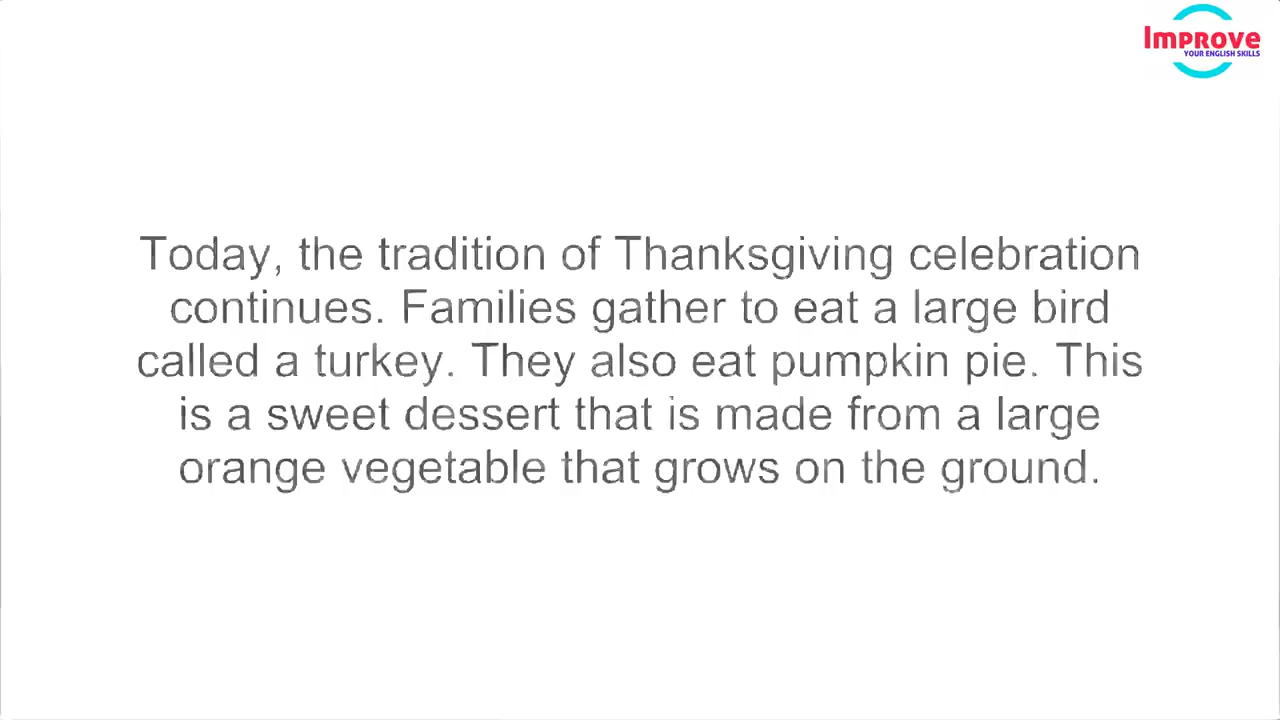 Improve
YOUR ENGLISH SKILLS
Today, the tradition of Thanksgiving celebration
continues. Families gather to eat a large bird
called a turkey. They also eat pumpkin pie. This
is a sweet dessert that is made from a large
orange vegetable that grows on the ground.